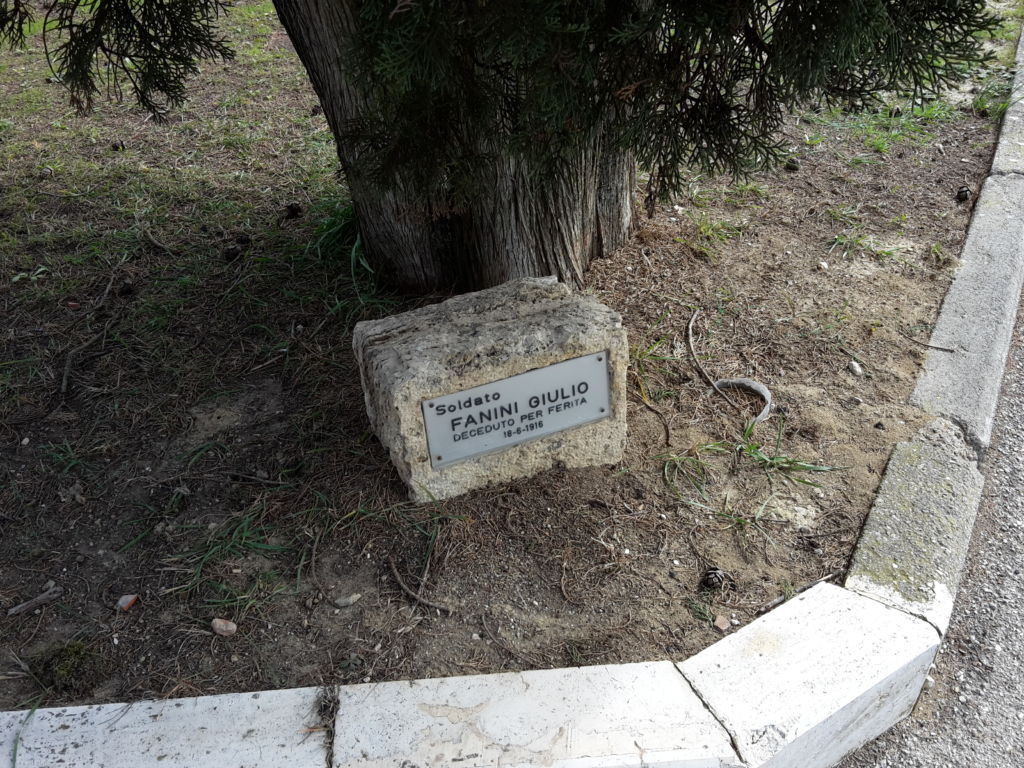 Soldato
FANINI GIULIO
DECEDUTO PER FERITA
18-6-1916